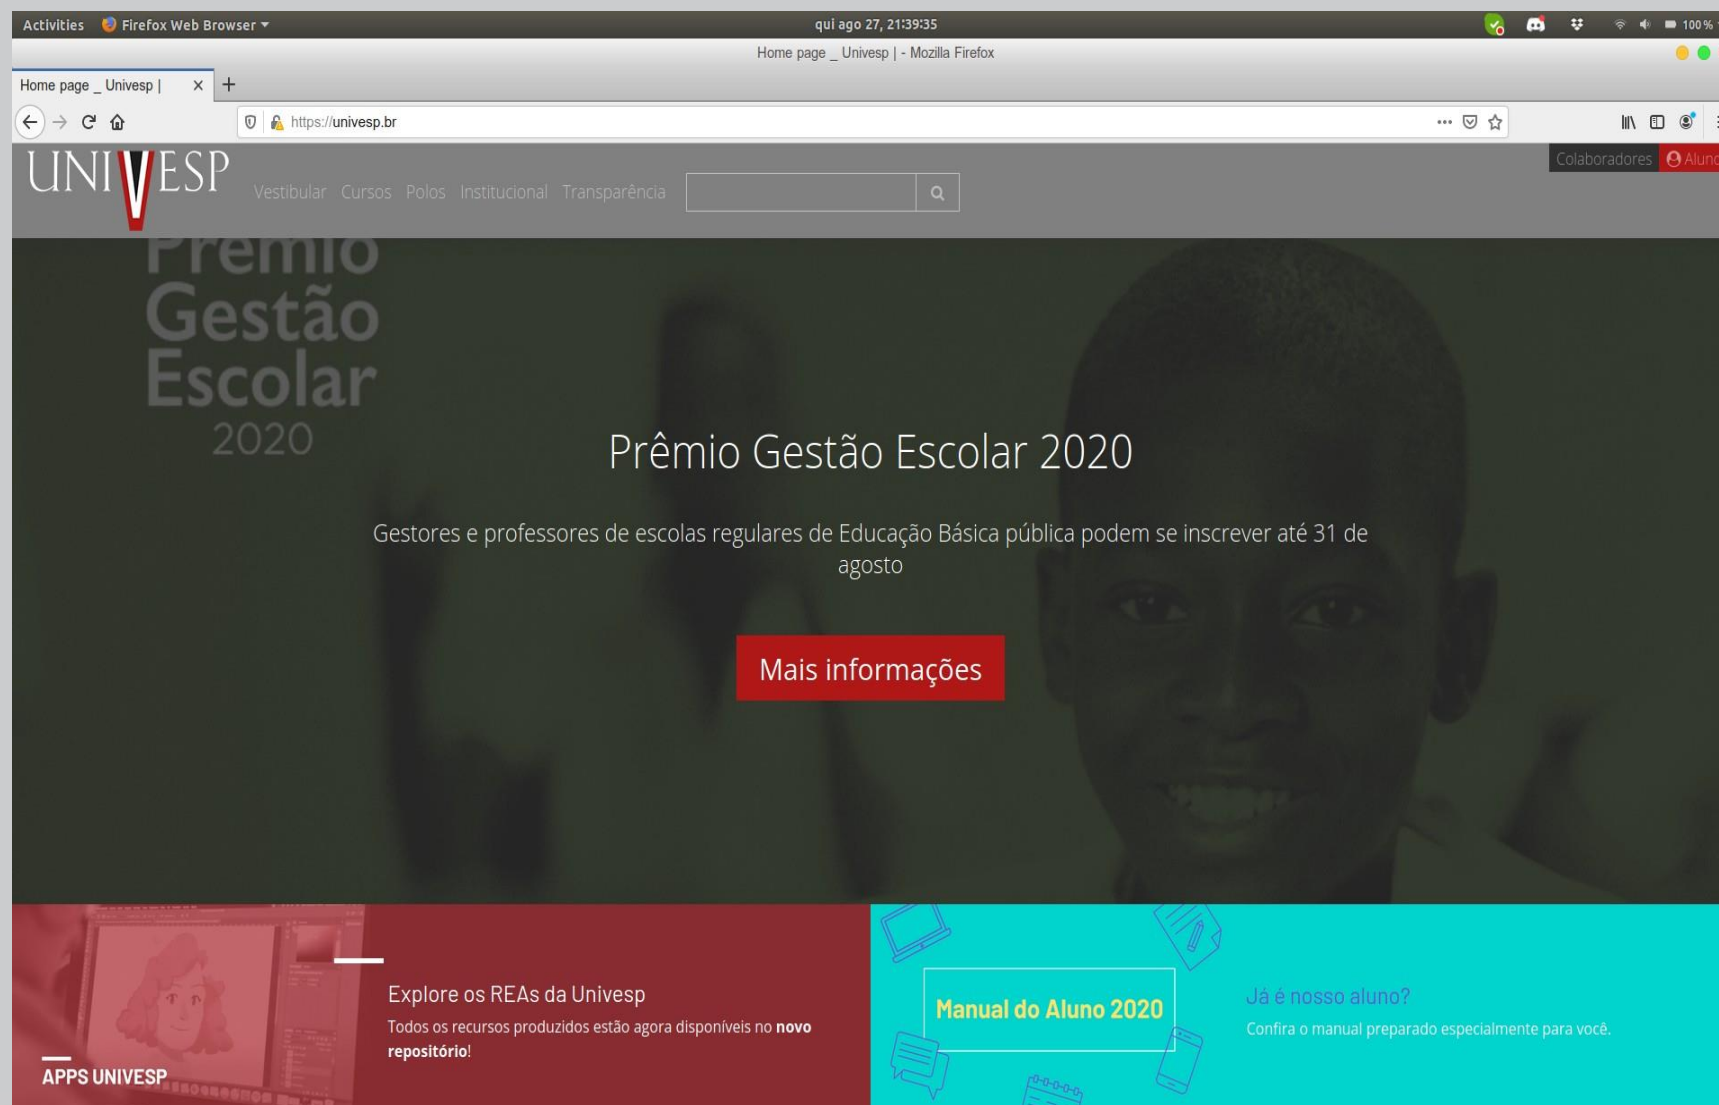 Activities Firefox Web Browser qui ago 27, 21:39:35 100%
Home page _ Univesp | - Mozilla Firefox
Home page _ Univesp |
https://univesp.br
Colaboradores Aluno
UNIVESP
Vestibular Cursos Polos Institucional Transparência
Prêmio
Gestão
Escolar
2020
Prêmio Gestão Escolar 2020
Gestores e professores de escolas regulares de Educação Básica pública podem se inscrever até 31 de
agosto
Mais informações
APPS UNIVESP
Explore os REAs da Univesp
Todos os recursos produzidos estão agora disponíveis no novo
repositório!
Manual do Aluno 2020
Já é nosso aluno?
Confira o manual preparado especialmente para você.